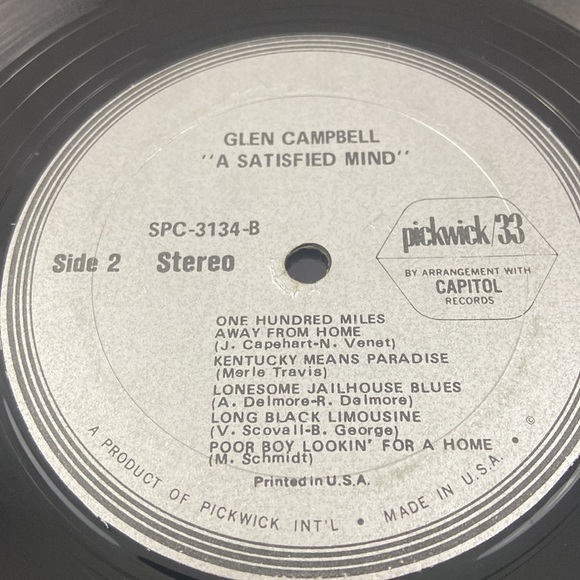 GLEN CAMPBELL
"A SATISFIED MIND"
SPC-3134-B
Side 2 Stereo
pickwick/33
BY ARRANGEMENT WITH
CAPITOL
RECORDS
ONE HUNDRED MILES
AWAY FROM HOME
(J. Capehart-N. Venet)
KENTUCKY MEANS PARADISE
(Merle Travis)
LONESOME JAILHOUSE BLUES
(A. Delmore-R. Delmore)
LONG BLACK LIMOUSINE
(V. Scovall-B. George)
POOR BOY LOOKIN' FOR A HOME
(M. Schmidt)
Printed in U.S.A.
A PRODUCT OF PICKWICK INT'L • MADE IN U.S.A. • ©